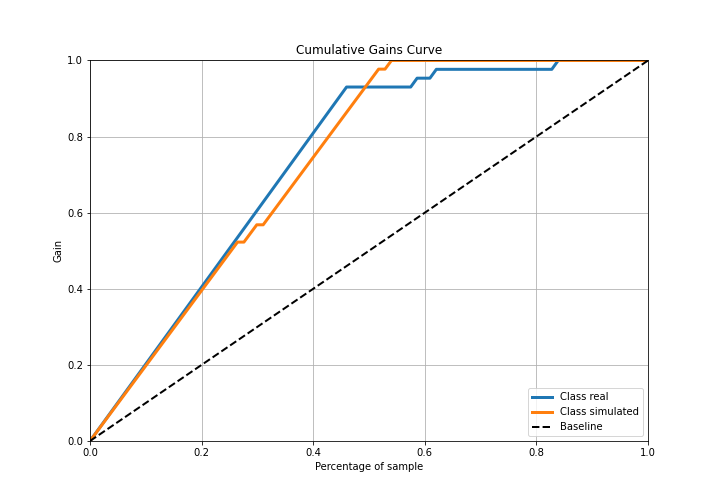 Cumulative Gains Curve
1.0
0.8
0.6
0.4
0.2
0.0
Gain
0.0 0.2 0.4 0.6 0.8 1.0
Percentage of sample
Class real
Class simulated
Baseline